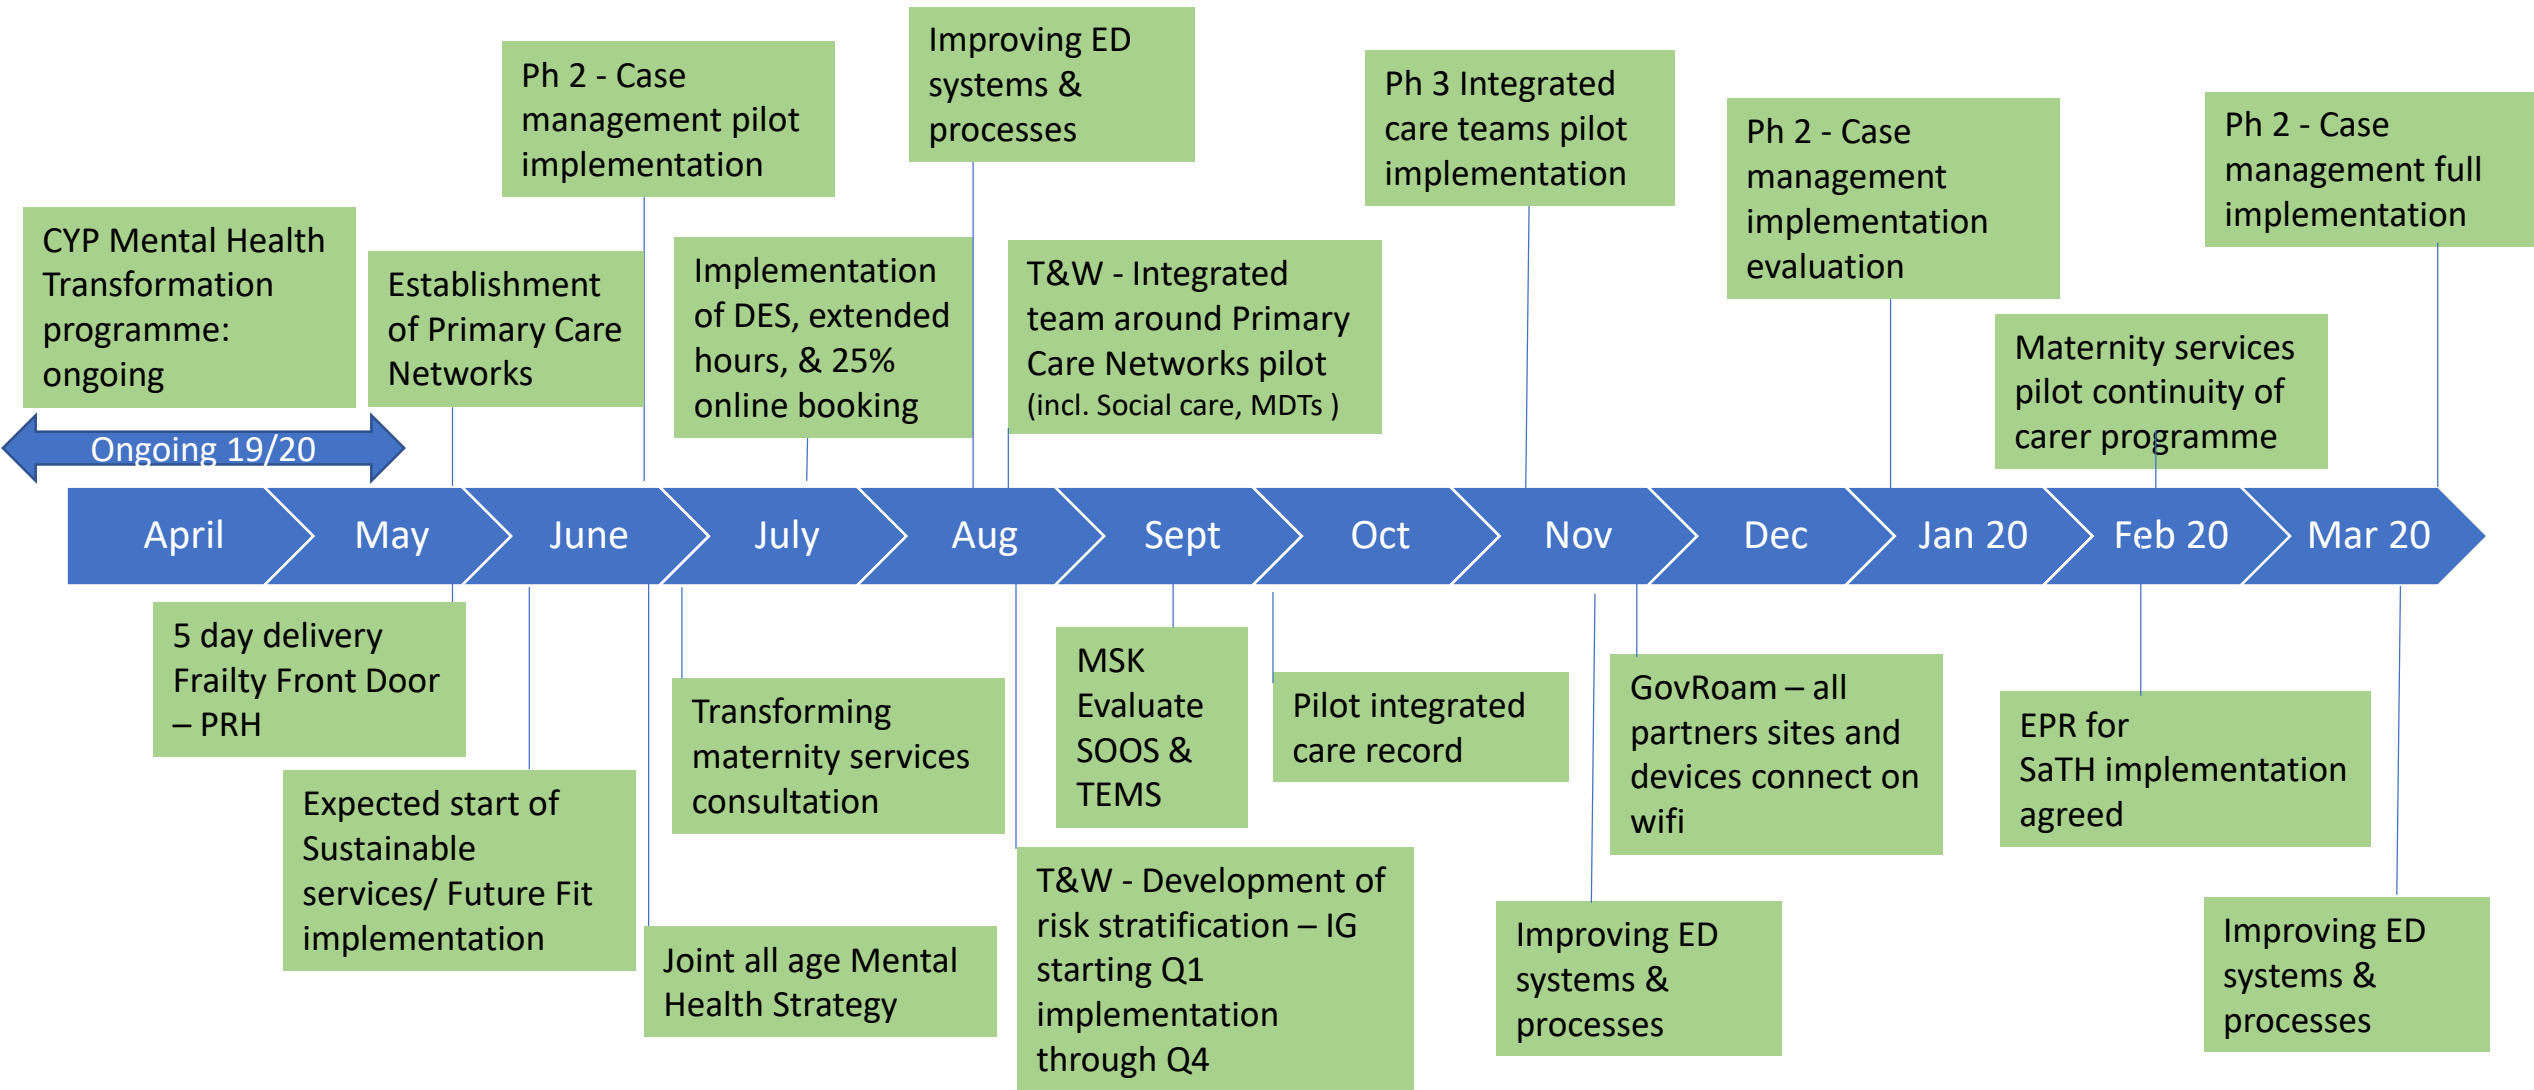 Improving ED
systems &
processes
Ph 2 - Case
management pilot
implementation
Ph 3 Integrated
care teams pilot
implementation
Ph 2 - Case
management
implementation
evaluation
Ph 2 - Case
management full
implementation
CYP Mental Health
Transformation
programme:
ongoing
Establishment
of Primary Care
Networks
Implementation
of DES, extended
hours, & 25%
online booking
T&W - Integrated
team around Primary
Care Networks pilot
(incl. Social care, MDTs )
Maternity services
pilot continuity of
carer programme
Ongoing 19/20
April
May
June
July
Aug
Sept
Oct
Nov
Dec
Jan 20
Feb 20
Mar 20
5 day delivery
Frailty Front Door
– PRH
Expected start of
Sustainable
services/ Future Fit
implementation
Joint all age Mental
Health Strategy
Transforming
maternity services
consultation
T&W - Development of
risk stratification – IG
starting Q1
implementation
through Q4
MSK
Evaluate
SOOS &
TEMS
Pilot integrated
care record
Improving ED
systems &
processes
GovRoam – all
partners sites and
devices connect on
wifi
EPR for
SaTH implementation
agreed
Improving ED
systems &
processes